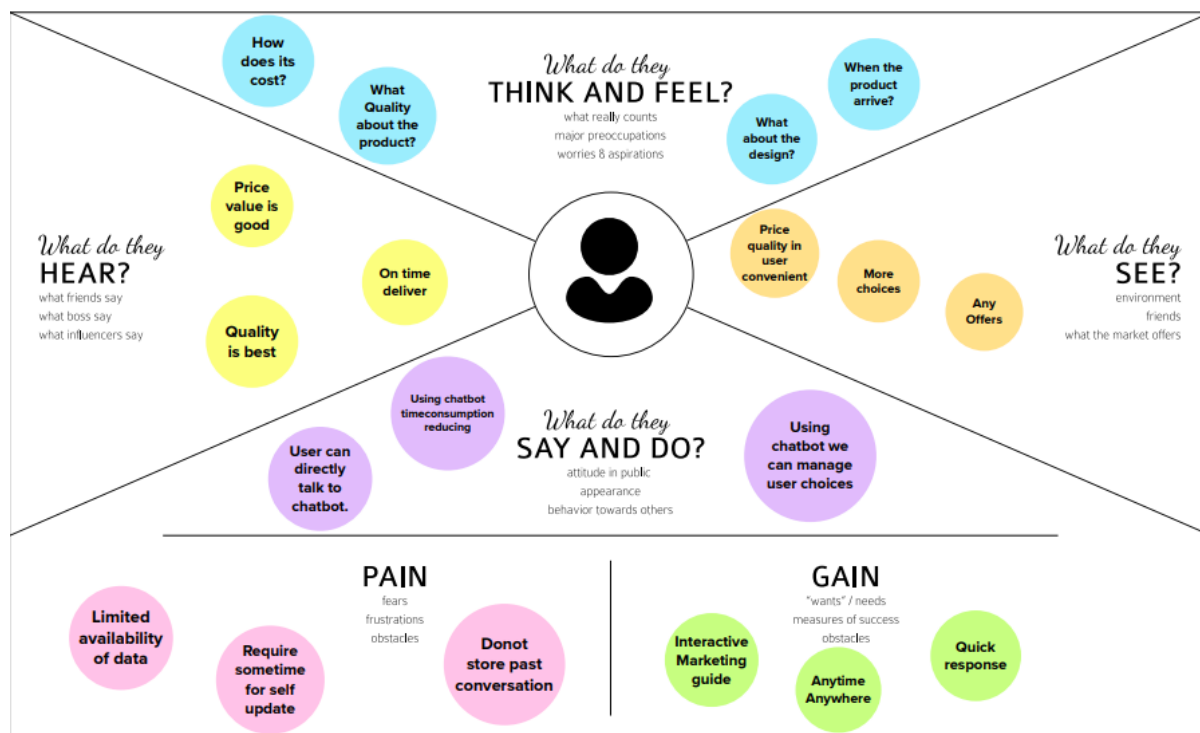 How
does its
cost?
What
Quality
about the
product?
What do they
THINK AND FEEL?
what really counts
major preoccupations
worries & aspirations
What
about the
design?
When the
product
arrive?
What do they
HEAR?
what friends say
what boss say
what influencers say
Price
value is
good
On time
deliver
Quality
is best
Price
quality in
user
convenient
More
choices
Any
Offers
What do they
SEE?
environment
friends
what the market offers
User can
directly
talk to
chatbot.
Using chatbot
timeconsumption
reducing
What do they
SAY AND DO?
attitude in public
appearance
behavior towards others
Using
chatbot we
can manage
user choices
PAIN
fears
frustrations
obstacles
Limited
availability
of data
Require
sometime
for self
update
Donot
store past
conversation
GAIN
"wants" / needs
measures of success
obstacles
Interactive
Marketing
guide
Anytime
Anywhere
Quick
response